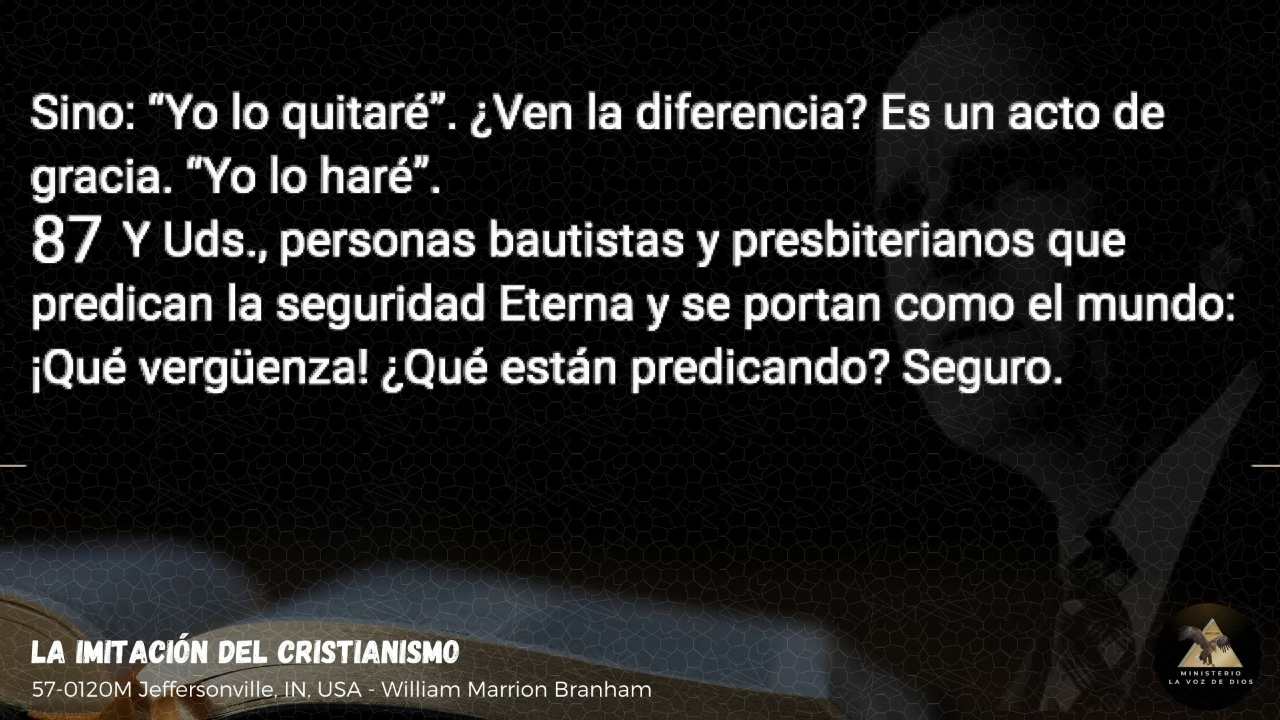 Sino: “Yo lo quitaré”. ¿Ven la diferencia? Es un acto de
gracia. “Yo lo haré”.
87 Y Uds., personas bautistas y presbiterianos que
predican la seguridad Eterna y se portan como el mundo:
¡Qué vergüenza! ¿Qué están predicando? Seguro.
LA IMITACIÓN DEL CRISTIANISMO
57-0120M Jeffersonville, IN, USA - William Marrion Branham
MINISTERIO
LA VOZ DE DIOS